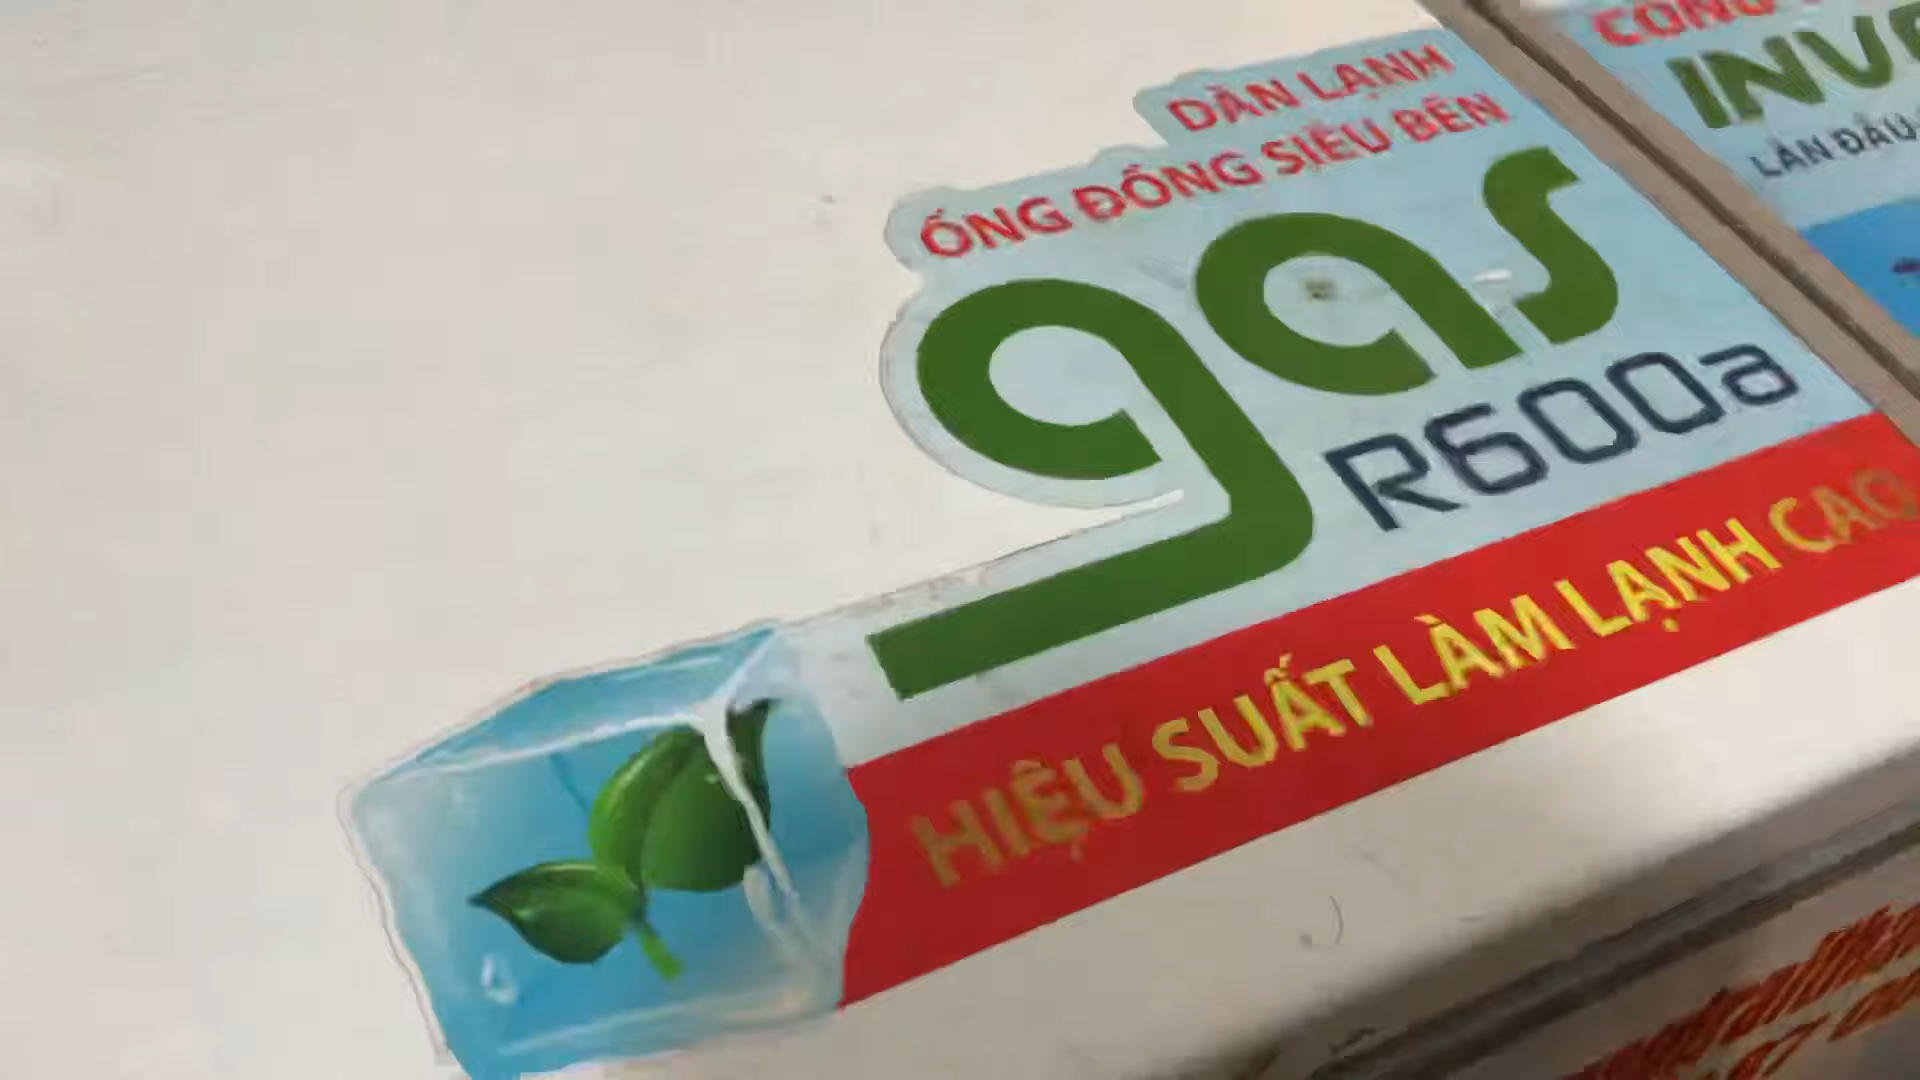 DÀN LẠNH
ỐNG ĐỒNG SIÊU BỀN
gas
R600a
HIỆU SUẤT LÀM LẠNH CAO
CÔNG
INVE
LẦN ĐẦU